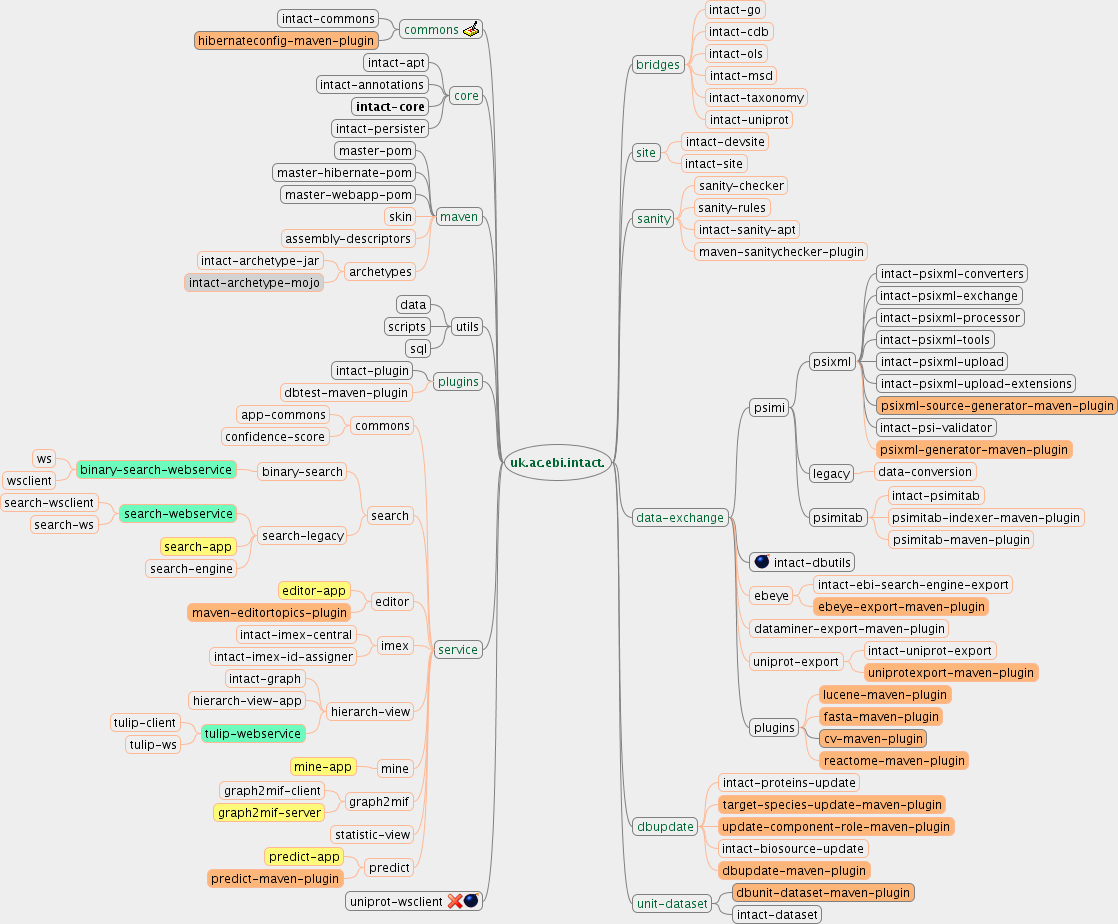 uk.ac.ebi.intact.
commons
intact-commons
hibernateconfig-maven-plugin
core
intact-apt
intact-annotations
intact-core
intact-persister
maven
master-pom
master-hibernate-pom
master-webapp-pom
skin
assembly-descriptors
archetypes
intact-archetype-jar
intact-archetype-mojo
utils
data
scripts
sql
plugins
intact-plugin
dbtest-maven-plugin
service
commons
app-commons
confidence-score
search
binary-search
binary-search-webservice
ws
wsclient
search-legacy
search-webservice
search-wsclient
search-ws
search-app
search-engine
editor
editor-app
maven-editortopics-plugin
imex
intact-imex-central
intact-imex-id-assigner
hierarch-view
intact-graph
hierarch-view-app
tulip-webservice
tulip-client
tulip-ws
mine
mine-app
graph2mif
graph2mif-client
graph2mif-server
statistic-view
predict
predict-app
predict-maven-plugin
uniprot-wsclient
bridges
intact-go
intact-cdb
intact-ols
intact-msd
intact-taxonomy
intact-uniprot
site
intact-devsite
intact-site
sanity
sanity-checker
sanity-rules
intact-sanity-apt
maven-sanitychecker-plugin
data-exchange
psimi
psixml
intact-psixml-converters
intact-psixml-exchange
intact-psixml-processor
intact-psixml-tools
intact-psixml-upload
intact-psixml-upload-extensions
psixml-source-generator-maven-plugin
intact-psi-validator
psixml-generator-maven-plugin
legacy
data-conversion
psimitab
intact-psimitab
psimitab-indexer-maven-plugin
psimitab-maven-plugin
intact-dbutils
ebeye
intact-ebi-search-engine-export
ebeye-export-maven-plugin
dataminer-export-maven-plugin
uniprot-export
intact-uniprot-export
uniprotexport-maven-plugin
plugins
lucene-maven-plugin
fasta-maven-plugin
cv-maven-plugin
reactome-maven-plugin
dbupdate
intact-proteins-update
target-species-update-maven-plugin
update-component-role-maven-plugin
intact-biosource-update
dbupdate-maven-plugin
unit-dataset
dbunit-dataset-maven-plugin
intact-dataset